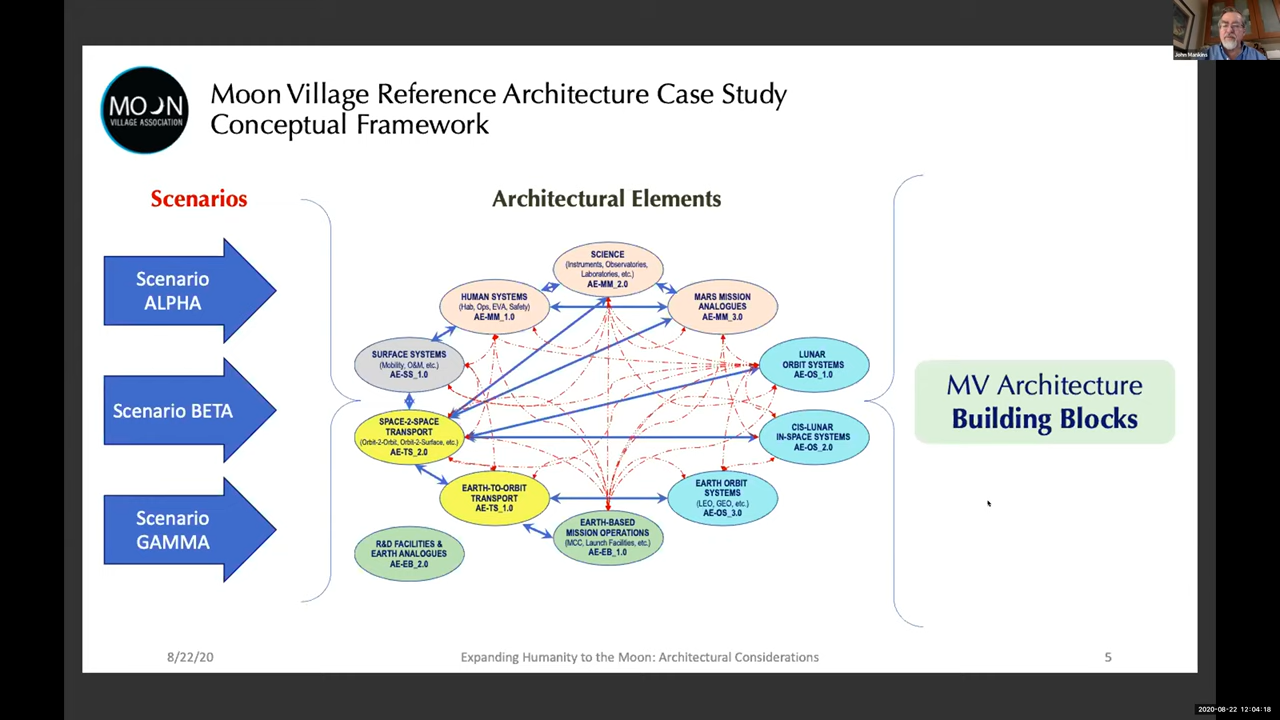 John Mankins
MOON
VILLAGE ASSOCIATION
Moon Village Reference Architecture Case Study
Conceptual Framework
Scenarios
Scenario
ALPHA
Scenario BETA
Scenario
GAMMA
Architectural Elements
SCIENCE
(Instruments, Observatories,
Laboratories, etc.)
AE-MM_2.0
HUMAN SYSTEMS
(Hab, Ops, EVA, Safety)
AE-MM_1.0
MARS MISSION
ANALOGUES
AE-MM_3.0
SURFACE SYSTEMS
(Mobility, O&M, etc.)
AE-SS_1.0
LUNAR
ORBIT SYSTEMS
AE-OS_1.0
SPACE-2-SPACE
TRANSPORT
(Orbit-2-Orbit, Orbit-2-Surface, etc.)
AE-TS_2.0
CIS-LUNAR
IN-SPACE SYSTEMS
AE-OS_2.0
EARTH-TO-ORBIT
TRANSPORT
AE-TS_1.0
EARTH ORBIT
SYSTEMS
(LEO, GEO, etc.)
AE-OS_3.0
EARTH-BASED
MISSION OPERATIONS
(MCC, Launch Facilities, etc.)
AE-EB_1.0
R&D FACILITIES &
EARTH ANALOGUES
AE-EB_2.0
MV Architecture
Building Blocks
8/22/20
Expanding Humanity to the Moon: Architectural Considerations
5
2020-08-22 12:04:18